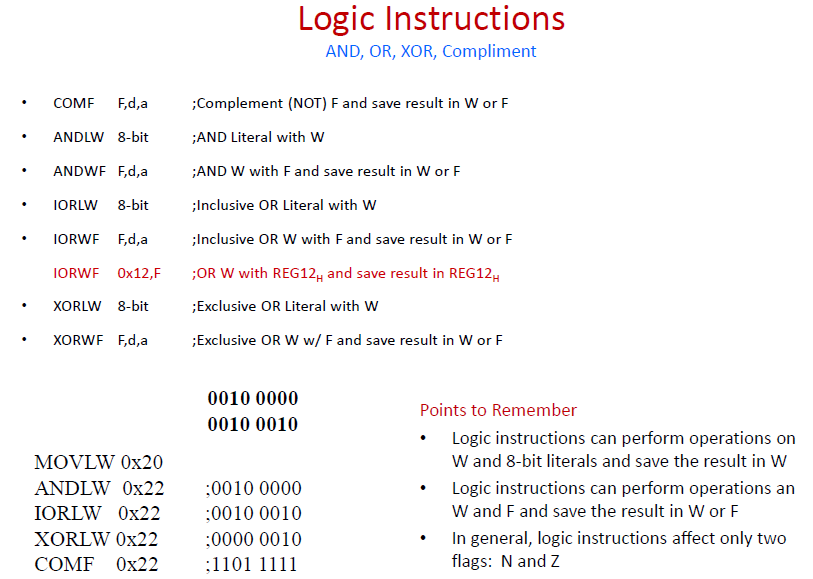 Logic Instructions
AND, OR, XOR, Compliment
• COMF F,d,a ;Complement (NOT) F and save result in W or F
• ANDLW 8-bit ;AND Literal with W
• ANDWF F,d,a ;AND W with F and save result in W or F
• IORLW 8-bit ;Inclusive OR Literal with W
• IORWF F,d,a ;Inclusive OR W with F and save result in W or F
IORWF 0x12,F ;OR W with REG12H and save result in REG12H
• XORLW 8-bit ;Exclusive OR Literal with W
• XORWF F,d,a ;Exclusive OR W w/ F and save result in W or F
0010 0000
0010 0010
MOVLW 0x20
ANDLW 0x22 ;0010 0000
IORLW 0x22 ;0010 0010
XORLW 0x22 ;0000 0010
COMF 0x22 ;1101 1111
Points to Remember
• Logic instructions can perform operations on
W and 8-bit literals and save the result in W
• Logic instructions can perform operations an
W and F and save the result in W or F
• In general, logic instructions affect only two
flags: N and Z